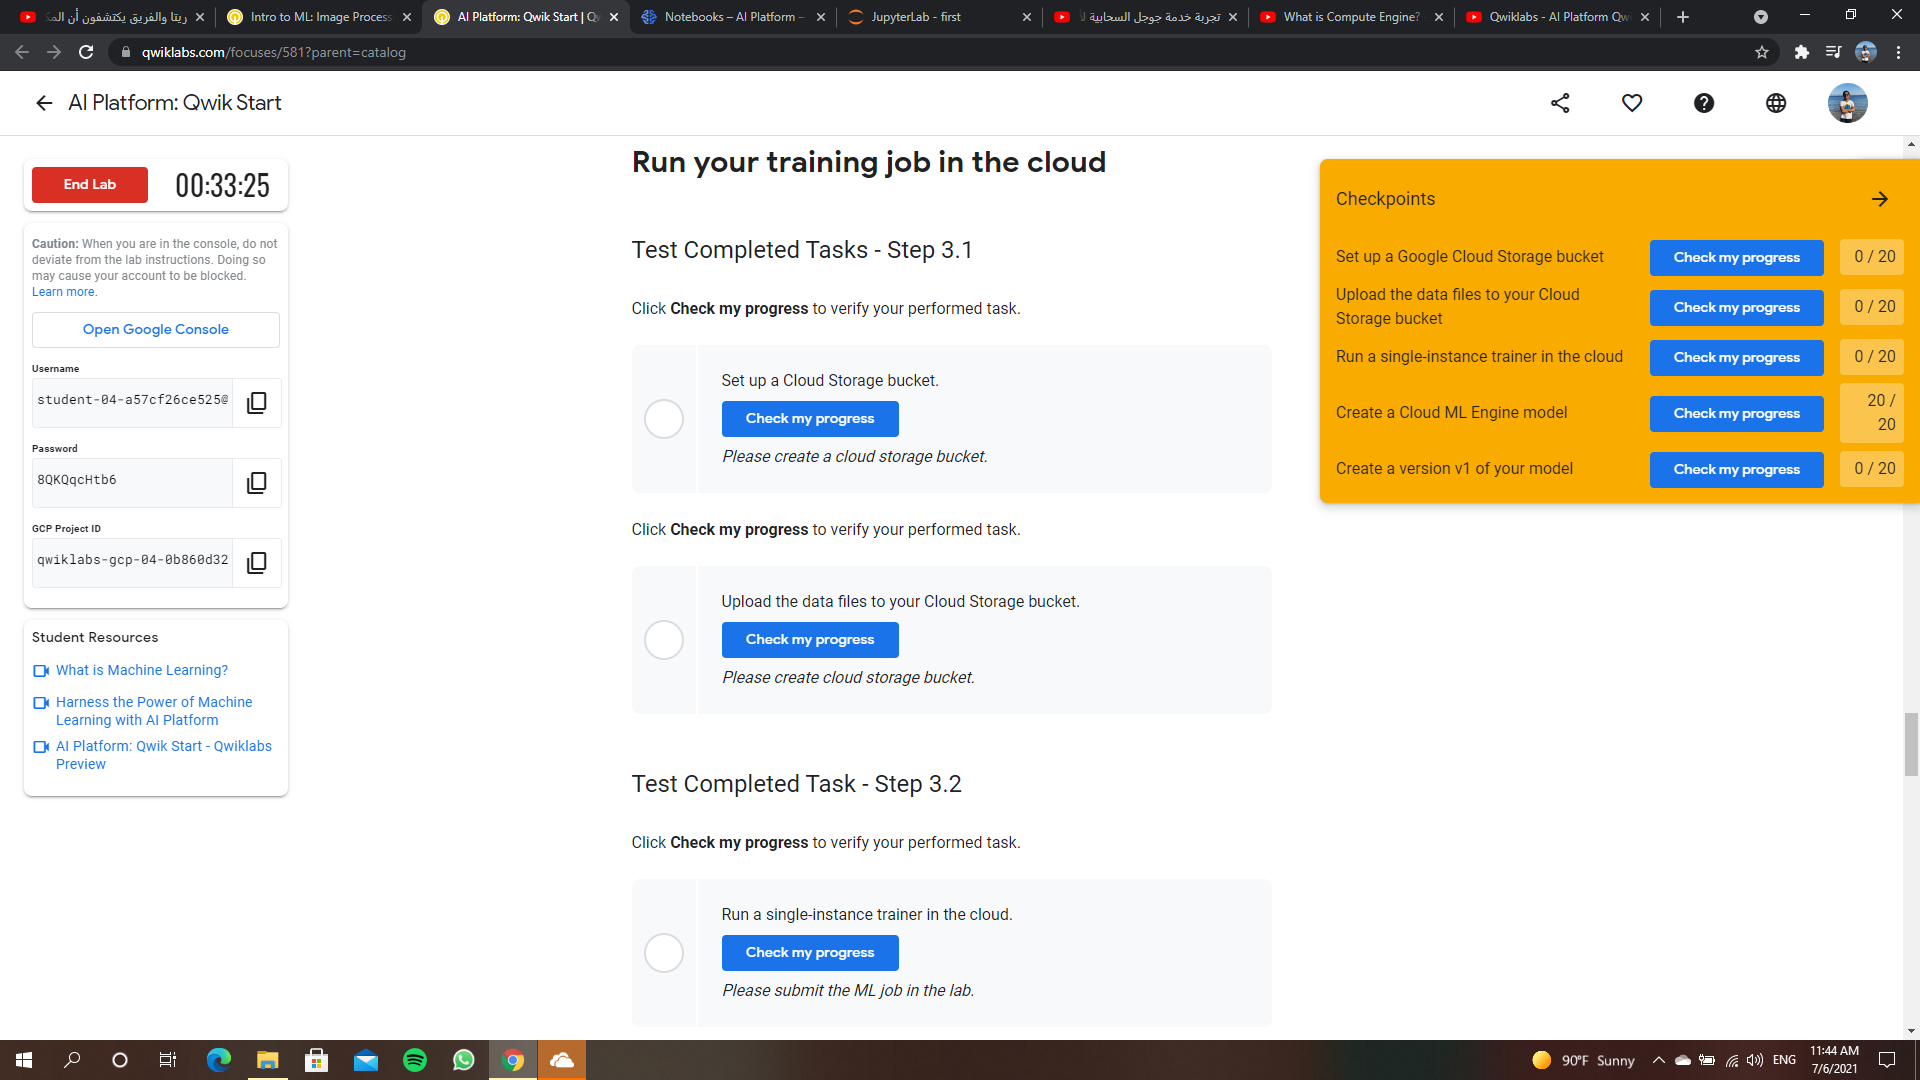 ريتا والفريق يكتشفون أن المك
Intro to ML: Image Process
AI Platform: Qwik Start | Q
Notebooks – AI Platform –
JupyterLab - first
تجربة خدمة جوجل السحابية لأ
What is Compute Engine?
Qwiklabs - AI Platform Qw
qwiklabs.com/focuses/581?parent=catalog
AI Platform: Qwik Start
End Lab
00:33:25
Caution: When you are in the console, do not
deviate from the lab instructions. Doing so
may cause your account to be blocked.
Learn more.
Open Google Console
Username
student-04-a57cf26ce525@
Password
8QKQqcHtb6
GCP Project ID
qwiklabs-gcp-04-0b860d32
Student Resources
What is Machine Learning?
Harness the Power of Machine
Learning with AI Platform
AI Platform: Qwik Start - Qwiklabs
Preview
Run your training job in the cloud
Test Completed Tasks - Step 3.1
Click Check my progress to verify your performed task.
Set up a Cloud Storage bucket.
Check my progress
Please create a cloud storage bucket.
Click Check my progress to verify your performed task.
Upload the data files to your Cloud Storage bucket.
Check my progress
Please create cloud storage bucket.
Test Completed Task - Step 3.2
Click Check my progress to verify your performed task.
Run a single-instance trainer in the cloud.
Check my progress
Please submit the ML job in the lab.
Checkpoints
Set up a Google Cloud Storage bucket
Check my progress
0 / 20
Upload the data files to your Cloud
Storage bucket
Check my progress
0 / 20
Run a single-instance trainer in the cloud
Check my progress
0 / 20
Create a Cloud ML Engine model
Check my progress
20 /
20
Create a version v1 of your model
Check my progress
0 / 20
90°F Sunny
ENG
11:44 AM
7/6/2021